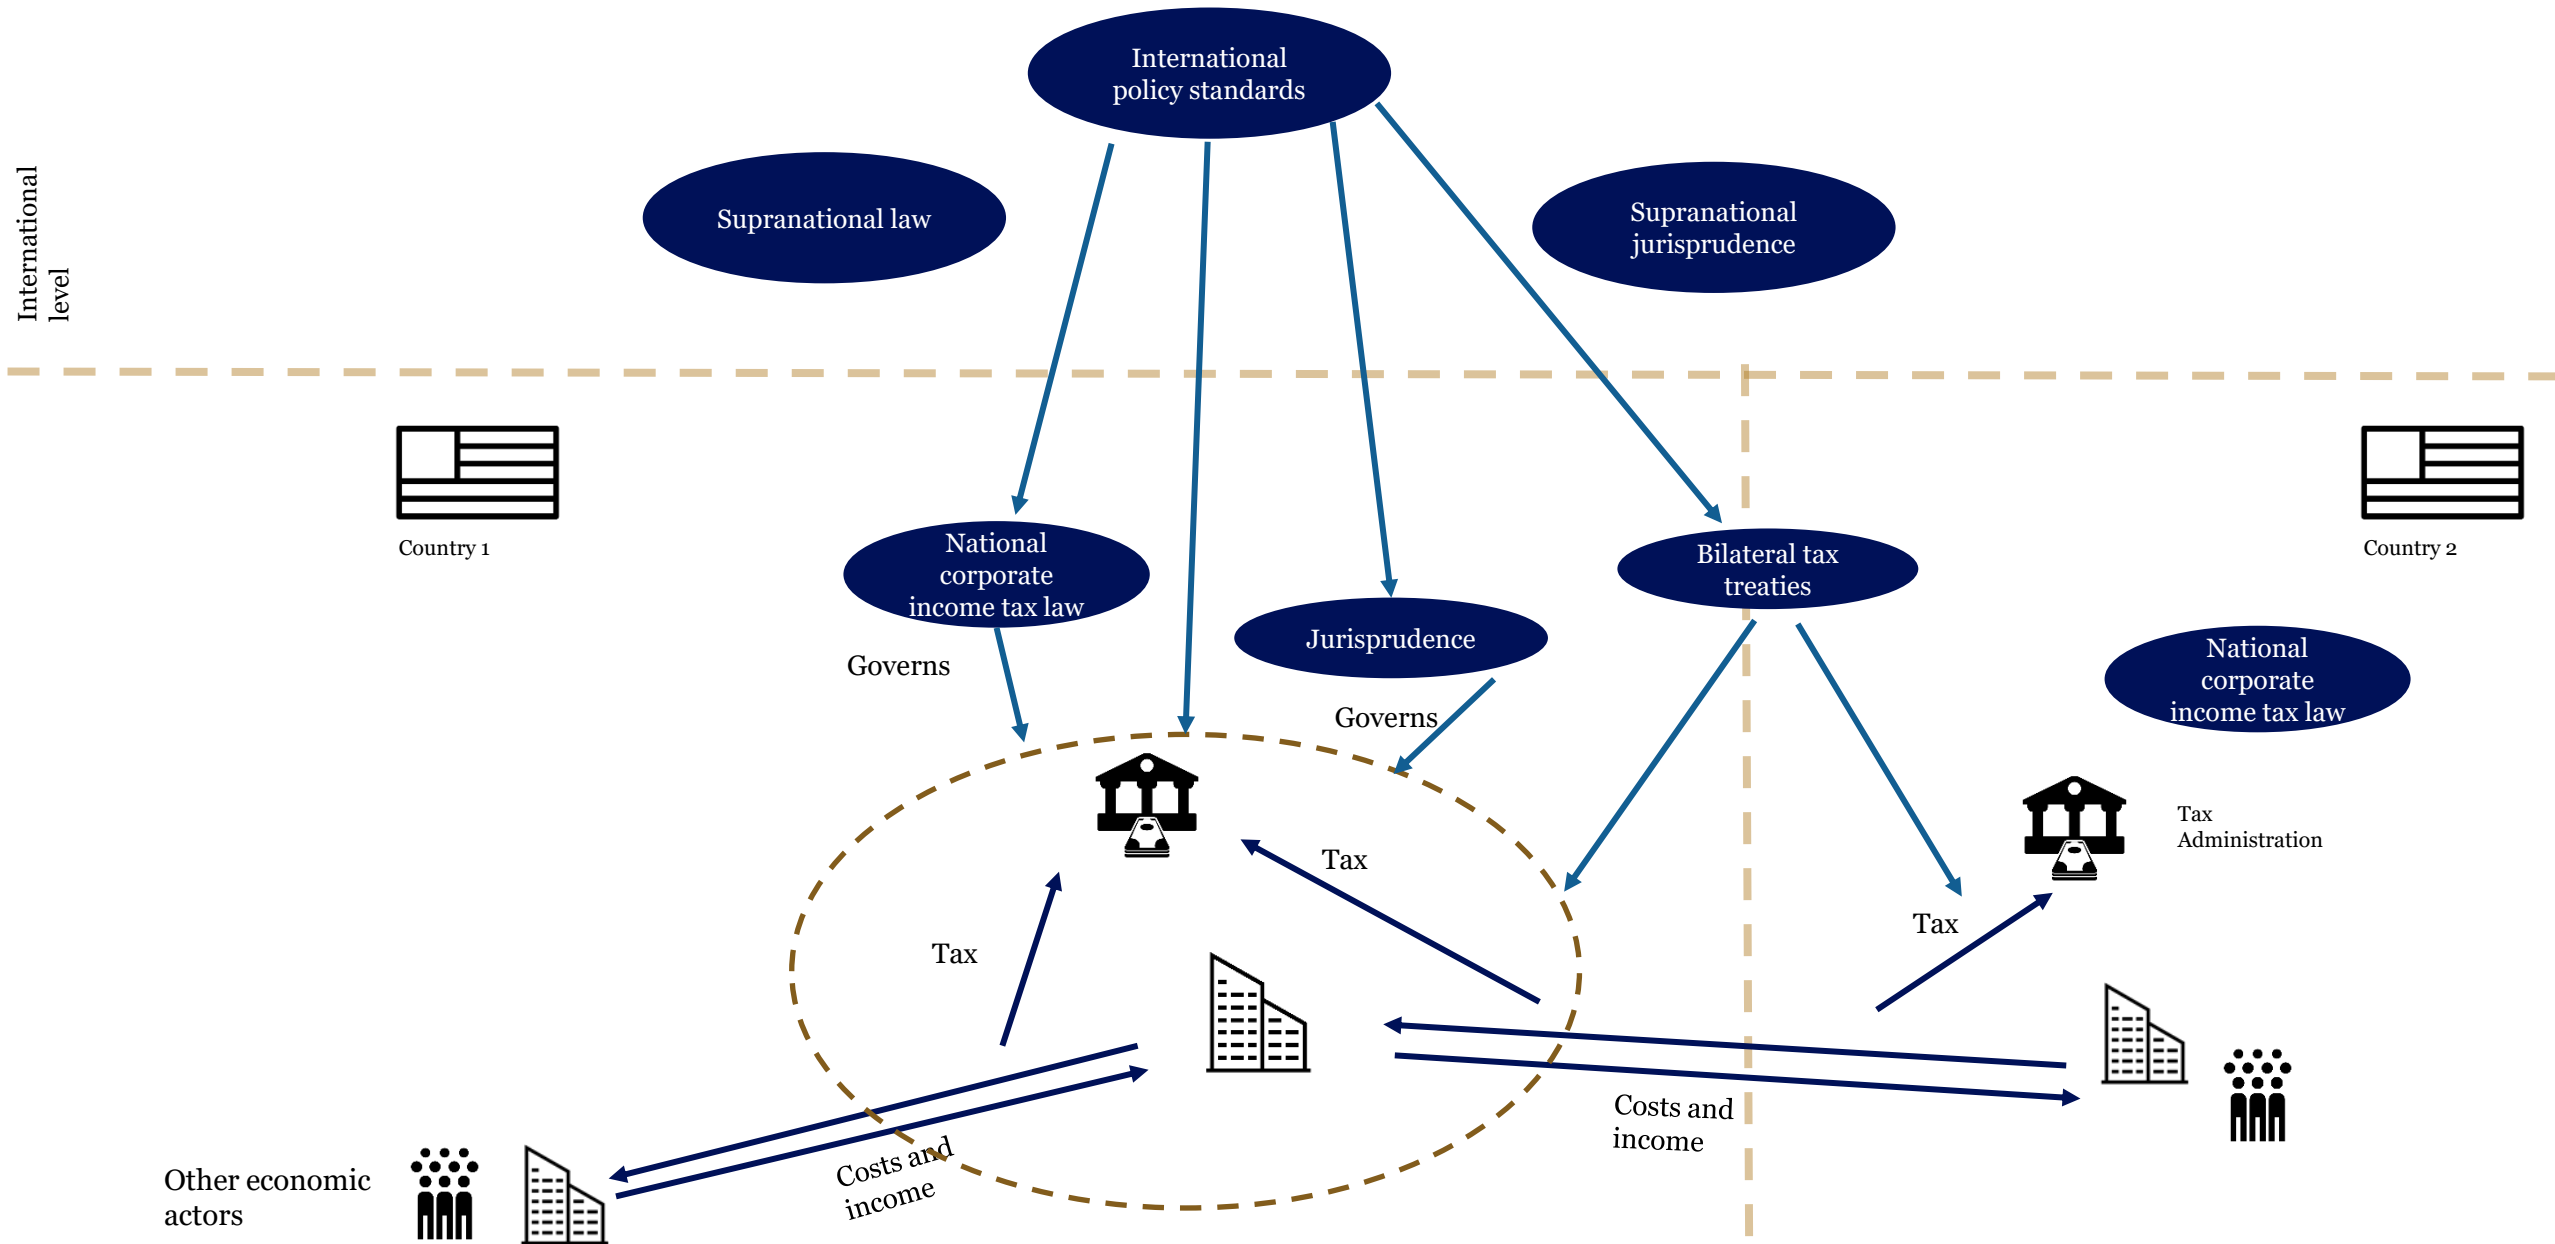 International
policy standards
Supranational law
Supranational
jurisprudence
International
level
Country 1
Country 2
National
corporate
income tax law
Bilateral tax
treaties
Jurisprudence
National
corporate
income tax law
Governs
Governs
Tax
Administration
Tax
Tax
Tax
Costs and
income
Costs and
income
Other economic
actors